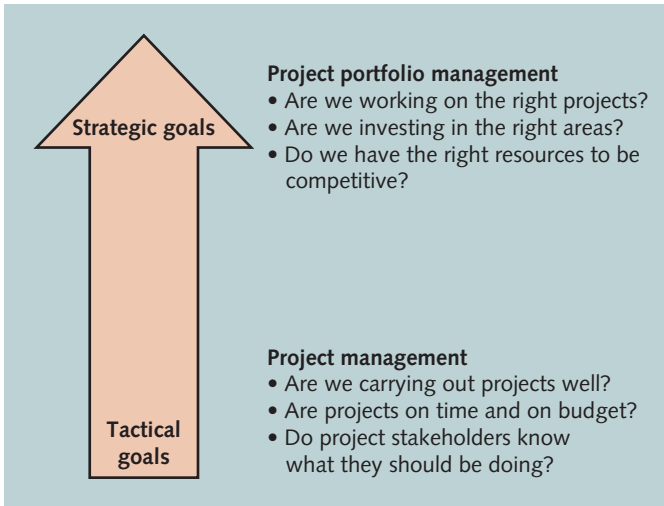 Project portfolio management
• Are we working on the right projects?
Strategic goals
• Are we investing in the right areas?
• Do we have the right resources to be
competitive?
Project management
• Are we carrying out projects well?
• Are projects on time and on budget?
Tactical
goals
• Do project stakeholders know
what they should be doing?